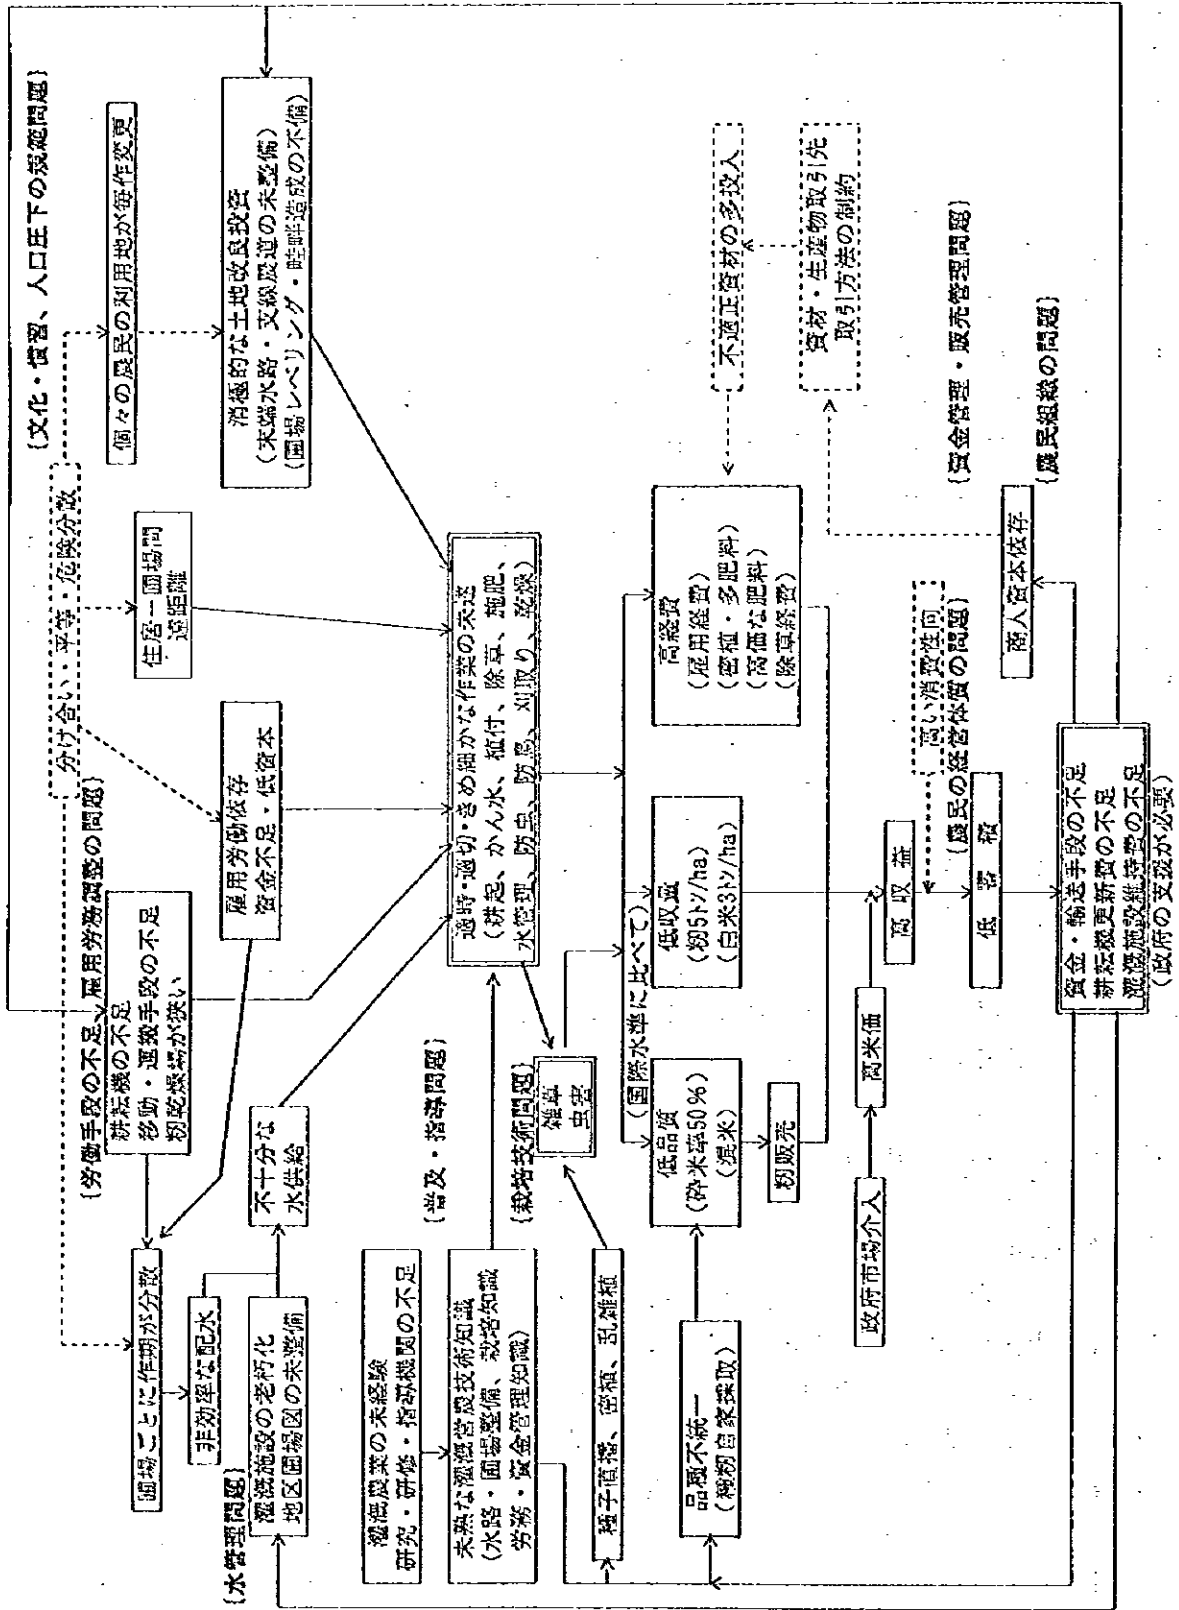 {文化・慣習、人口圧下の規範問題}
分け合い・平等・危険分散
{労働手段の不足、雇用労務調整の問題}
圃場ごとに作期が分散
耕耘機の不足
移動・運搬手段の不足
籾乾燥場が狭い
雇用労働依存
資金不足・低資本
住居ー圃場間
遠距離
個々の農民の利用地が毎作変更
非効率な配水
{水管理問題}
灌漑施設の老朽化
地区圃場図の未整備
不十分な
水供給
消極的な土地改良投資
(末端水路・支線農道の未整備)
(圃場レベリング・畦畔造成の不備)
灌漑農業の未経験
研究・研修・指導機関の不足
{普及・指導問題}
未熟な灌漑営農技術知識
(水路・圃場整備、栽培知識
労務・資金管理知識)
適時・適切・きめ細かな作業の未遂
(耕起、かん水、植付、除草、施肥、
水管理、防虫、防鳥、刈取り、乾燥)
{栽培技術問題}
雑草
虫害
種子直播、密植、乱雑植
(国際水準に比べて)
品種不統一
(種籾自家採取)
低品質
(砕米率50%)
(混米)
低収量
(籾5トン/ha)
(白米3トン/ha)
高経費
(雇用経費)
(密植・多肥料)
(高価な肥料)
(除草経費)
不適正資材の多投入
籾販売
資材・生産物取引先
取引方法の制約
政府市場介入
高米価
高収益
高い消費性向
{農民の経営体質の問題}
{資金管理・販売管理問題}
低蓄積
商人資本依存
{農民組織の問題}
資金・輸送手段の不足
耕耘機更新費の不足
灌漑施設維持費の不足
(政府の支援が必要)